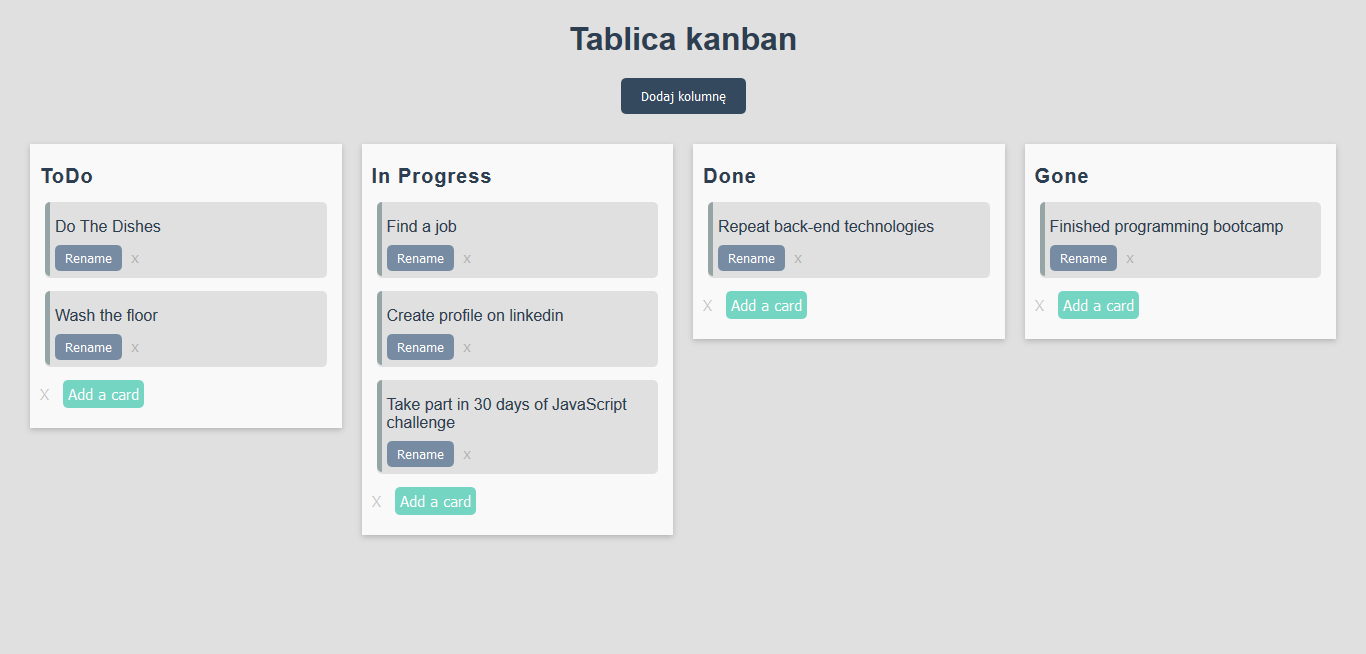 Tablica kanban
Dodaj kolumnę
ToDo
Do The Dishes
Rename x
Wash the floor
Rename x
X Add a card
In Progress
Find a job
Rename x
Create profile on linkedin
Rename x
Take part in 30 days of JavaScript
challenge
Rename x
X Add a card
Done
Repeat back-end technologies
Rename x
X Add a card
Gone
Finished programming bootcamp
Rename x
X Add a card